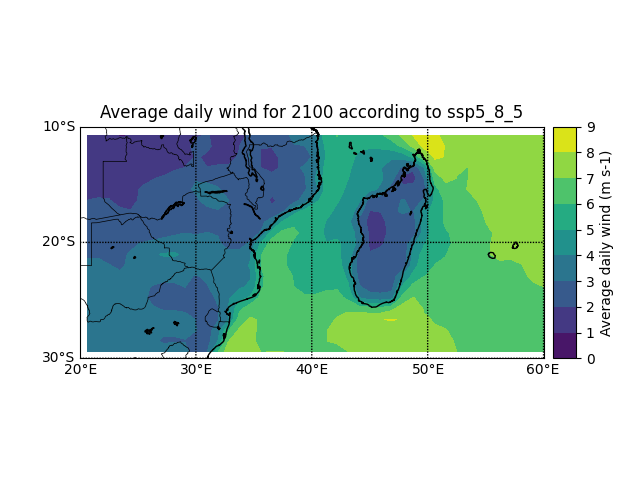 Average daily wind for 2100 according to ssp5_8_5
10°S
20°S
30°S
20°E
30°E
40°E
50°E
60°E
9
8
7
6
5
4
3
2
1
0
Average daily wind (m s-1)